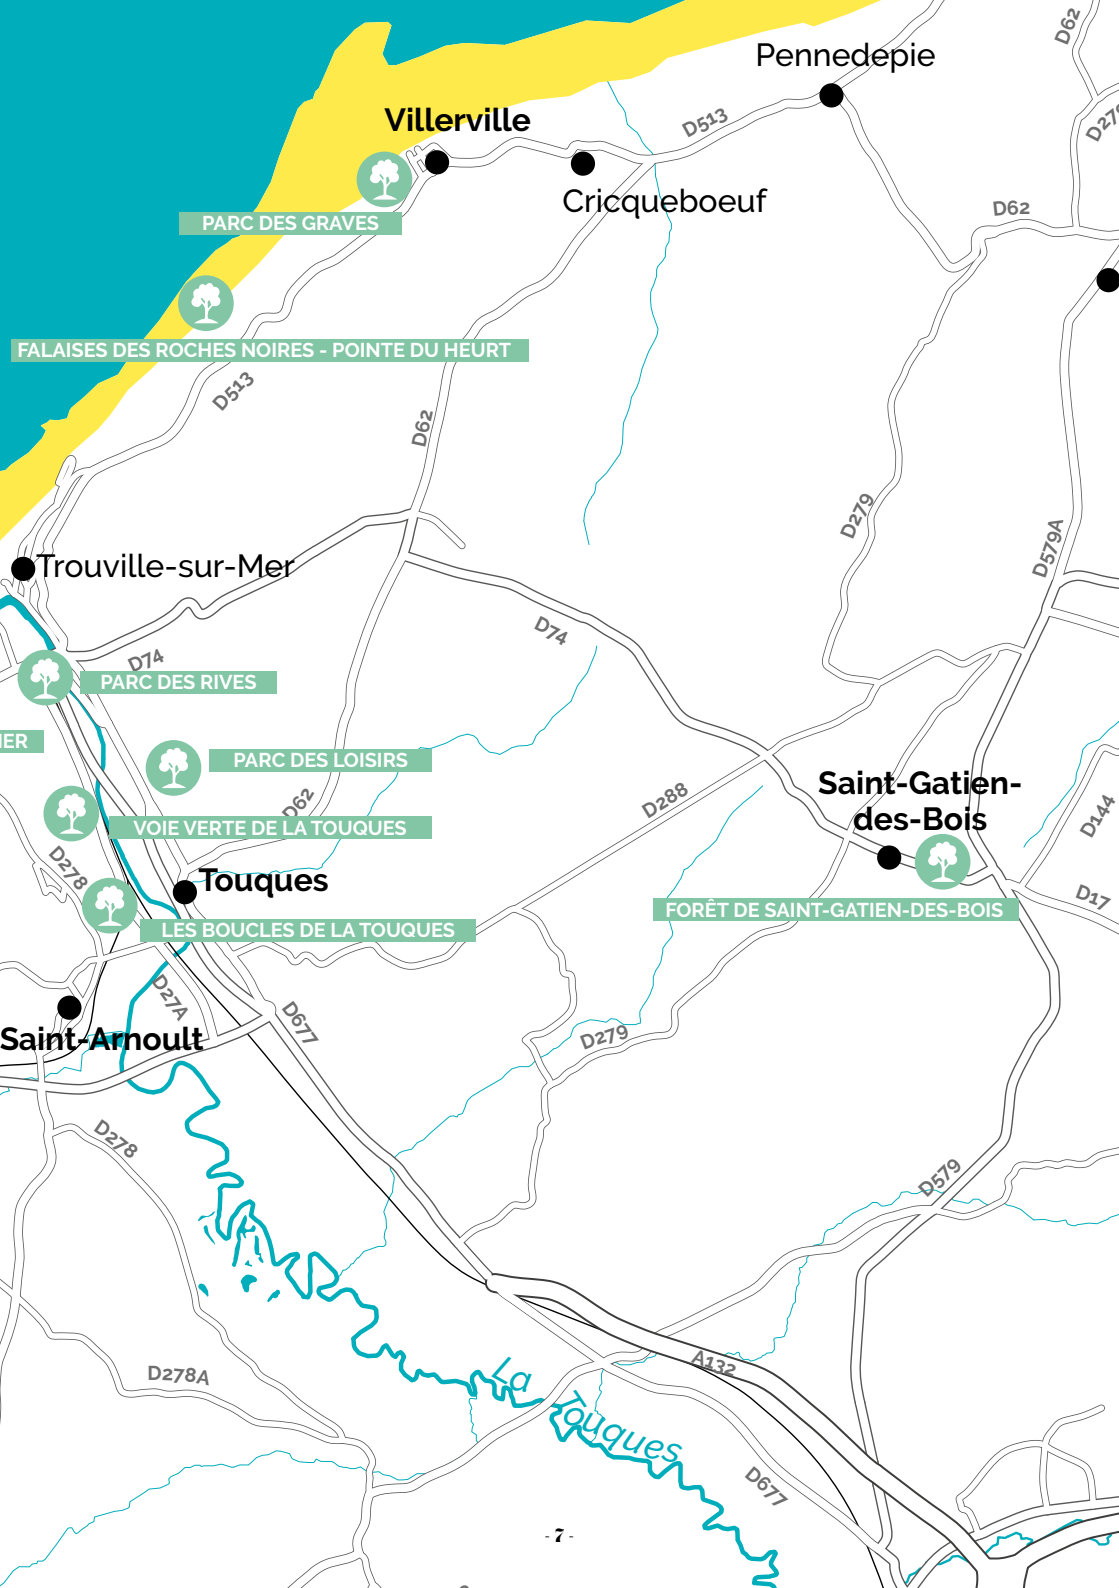 D62
Pennedepie
D279
Villerville
D513
Cricqueboeuf
D62
PARC DES GRAVES
FALAISES DES ROCHES NOIRES - POINTE DU HEURT
D513
D62
D279
D579A
Trouville-sur-Mer
D74
D74
PARC DES RIVES
IER
PARC DES LOISIRS
D62
D288
Saint-Gatien-
des-Bois
D144
VOIE VERTE DE LA TOUQUES
D278
Touques
D17
FORÊT DE SAINT-GATIEN-DES-BOIS
LES BOUCLES DE LA TOUQUES
D27A
D677
Saint-Arnoult
D279
D278
D579
D278A
A132
La
Touques
D677
- 7 -